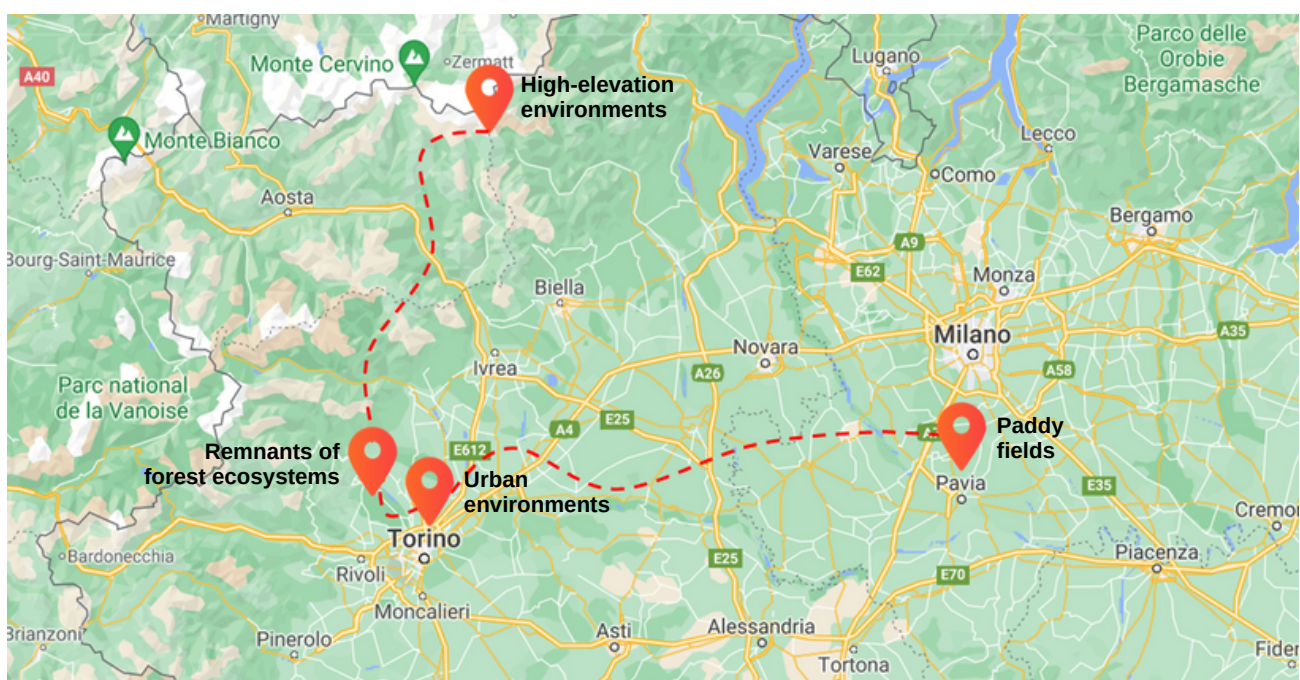 Martigny
Monte Cervino
Zermatt
High-elevation
environments
Lugano
Parco delle
Orobie
Bergamasche
A40
Monte Bianco
Varese
Lecco
Como
Aosta
Bergamo
A9
Bourg-Saint-Maurice
E62
Monza
Biella
Milano
A35
Novara
Ivrea
A26
A58
Parc national
de la Vanoise
E25
A4
Paddy
fields
Remnants of
forest ecosystems
E612
Urban
environments
Pavia
E35
Cremon
Torino
Bardonecchia
Rivoli
E25
E70
Piacenza
Moncalieri
Brianzon
Pinerolo
Asti
Alessandria
Tortona
Fiden